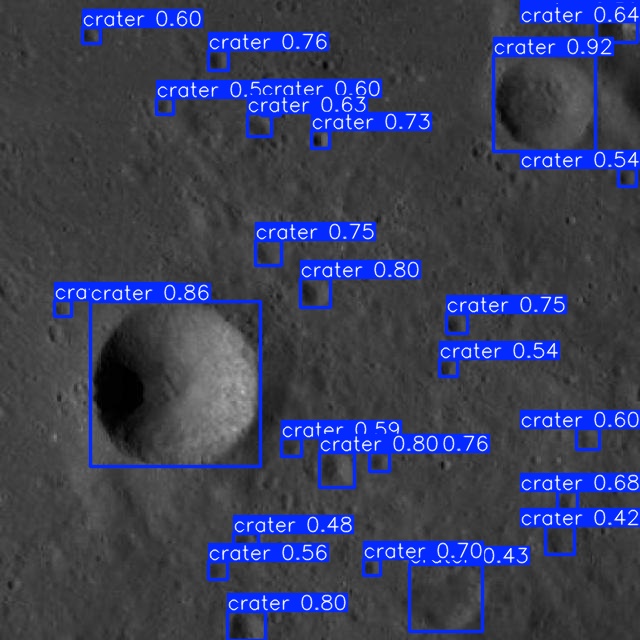 crater 0.60
crater 0.64
crater 0.76
crater 0.92
crater 0.60
crater 0.63
crater 0.73
crater 0.54
crater 0.75
crater 0.80
crater 0.86
crater 0.75
crater 0.54
crater 0.60
crater 0.59
crater 0.80
0.76
crater 0.68
crater 0.42
crater 0.48
crater 0.70
0.43
crater 0.56
crater 0.80